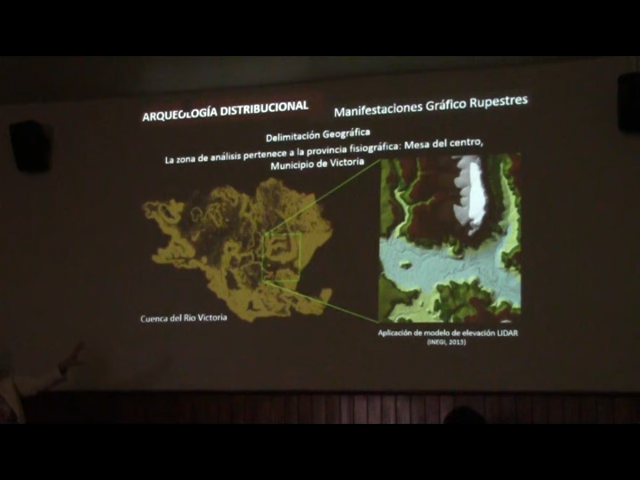 ARQUEOLOGÍA DISTRIBUCIONAL
Manifestaciones Gráfico Rupestres
Delimitación Geográfica
La zona de análisis pertenece a la provincia fisiográfica: Mesa del centro,
Municipio de Victoria
Cuenca del Río Victoria
Aplicación de modelo de elevación LIDAR
(INEGI, 2013)